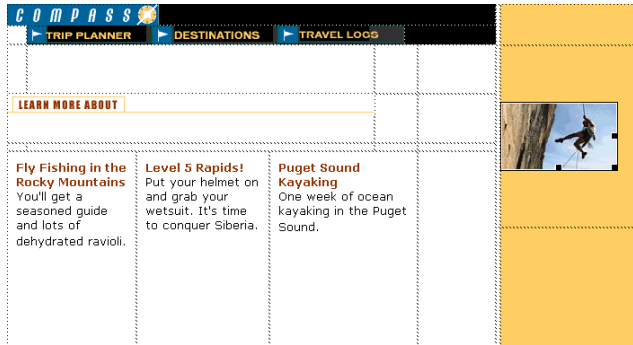 COMPASS
TRIP PLANNER
DESTINATIONS
TRAVEL LOGS
LEARN MORE ABOUT
Fly Fishing in the
Rocky Mountains
You'll get a
seasoned guide
and lots of
dehydrated ravioli.
Level 5 Rapids!
Put your helmet on
and grab your
wetsuit. It's time
to conquer Siberia.
Puget Sound
Kayaking
One week of ocean
kayaking in the Puget
Sound.